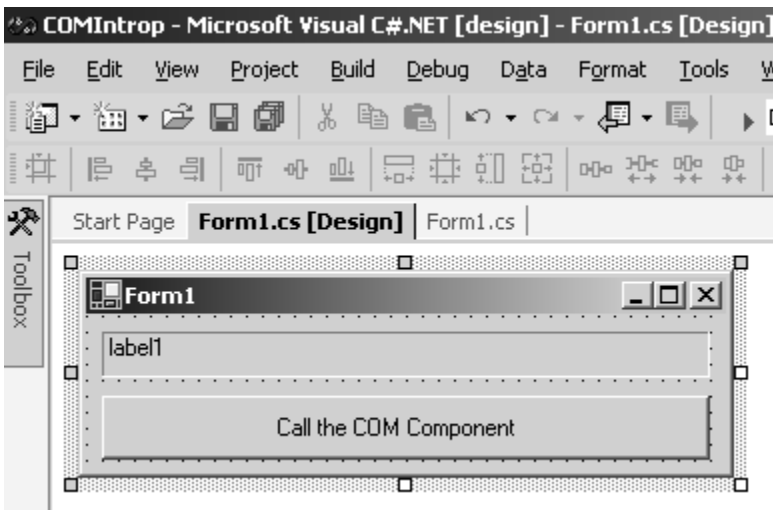 COMIntrop - Microsoft Visual C#.NET [design] - Form1.cs [Design]
File Edit View Project Build Debug Data Format Tools
Start Page Form1.cs [Design] Form1.cs
Toolbox
Form1
label1
Call the COM Component